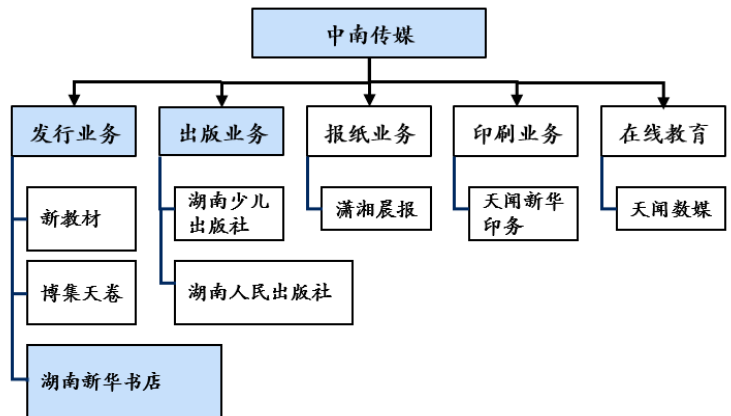 中南传媒
发行业务
出版业务
报纸业务
印刷业务
在线教育
新教材
湖南少儿
出版社
潇湘晨报
天闻新华
印务
天闻数媒
博集天卷
湖南人民出版社
湖南新华书店